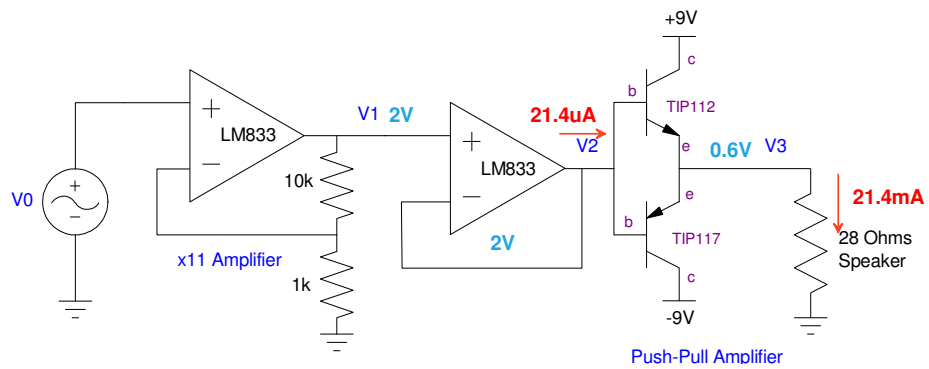 +9V
c
b
TIP112
e
+
LM833
−
V1
2V
+
LM833
−
21.4uA
V2
0.6V
V3
V0
+
−
10k
e
21.4mA
b
TIP117
28 Ohms
Speaker
2V
x11 Amplifier
1k
c
-9V
Push-Pull Amplifier